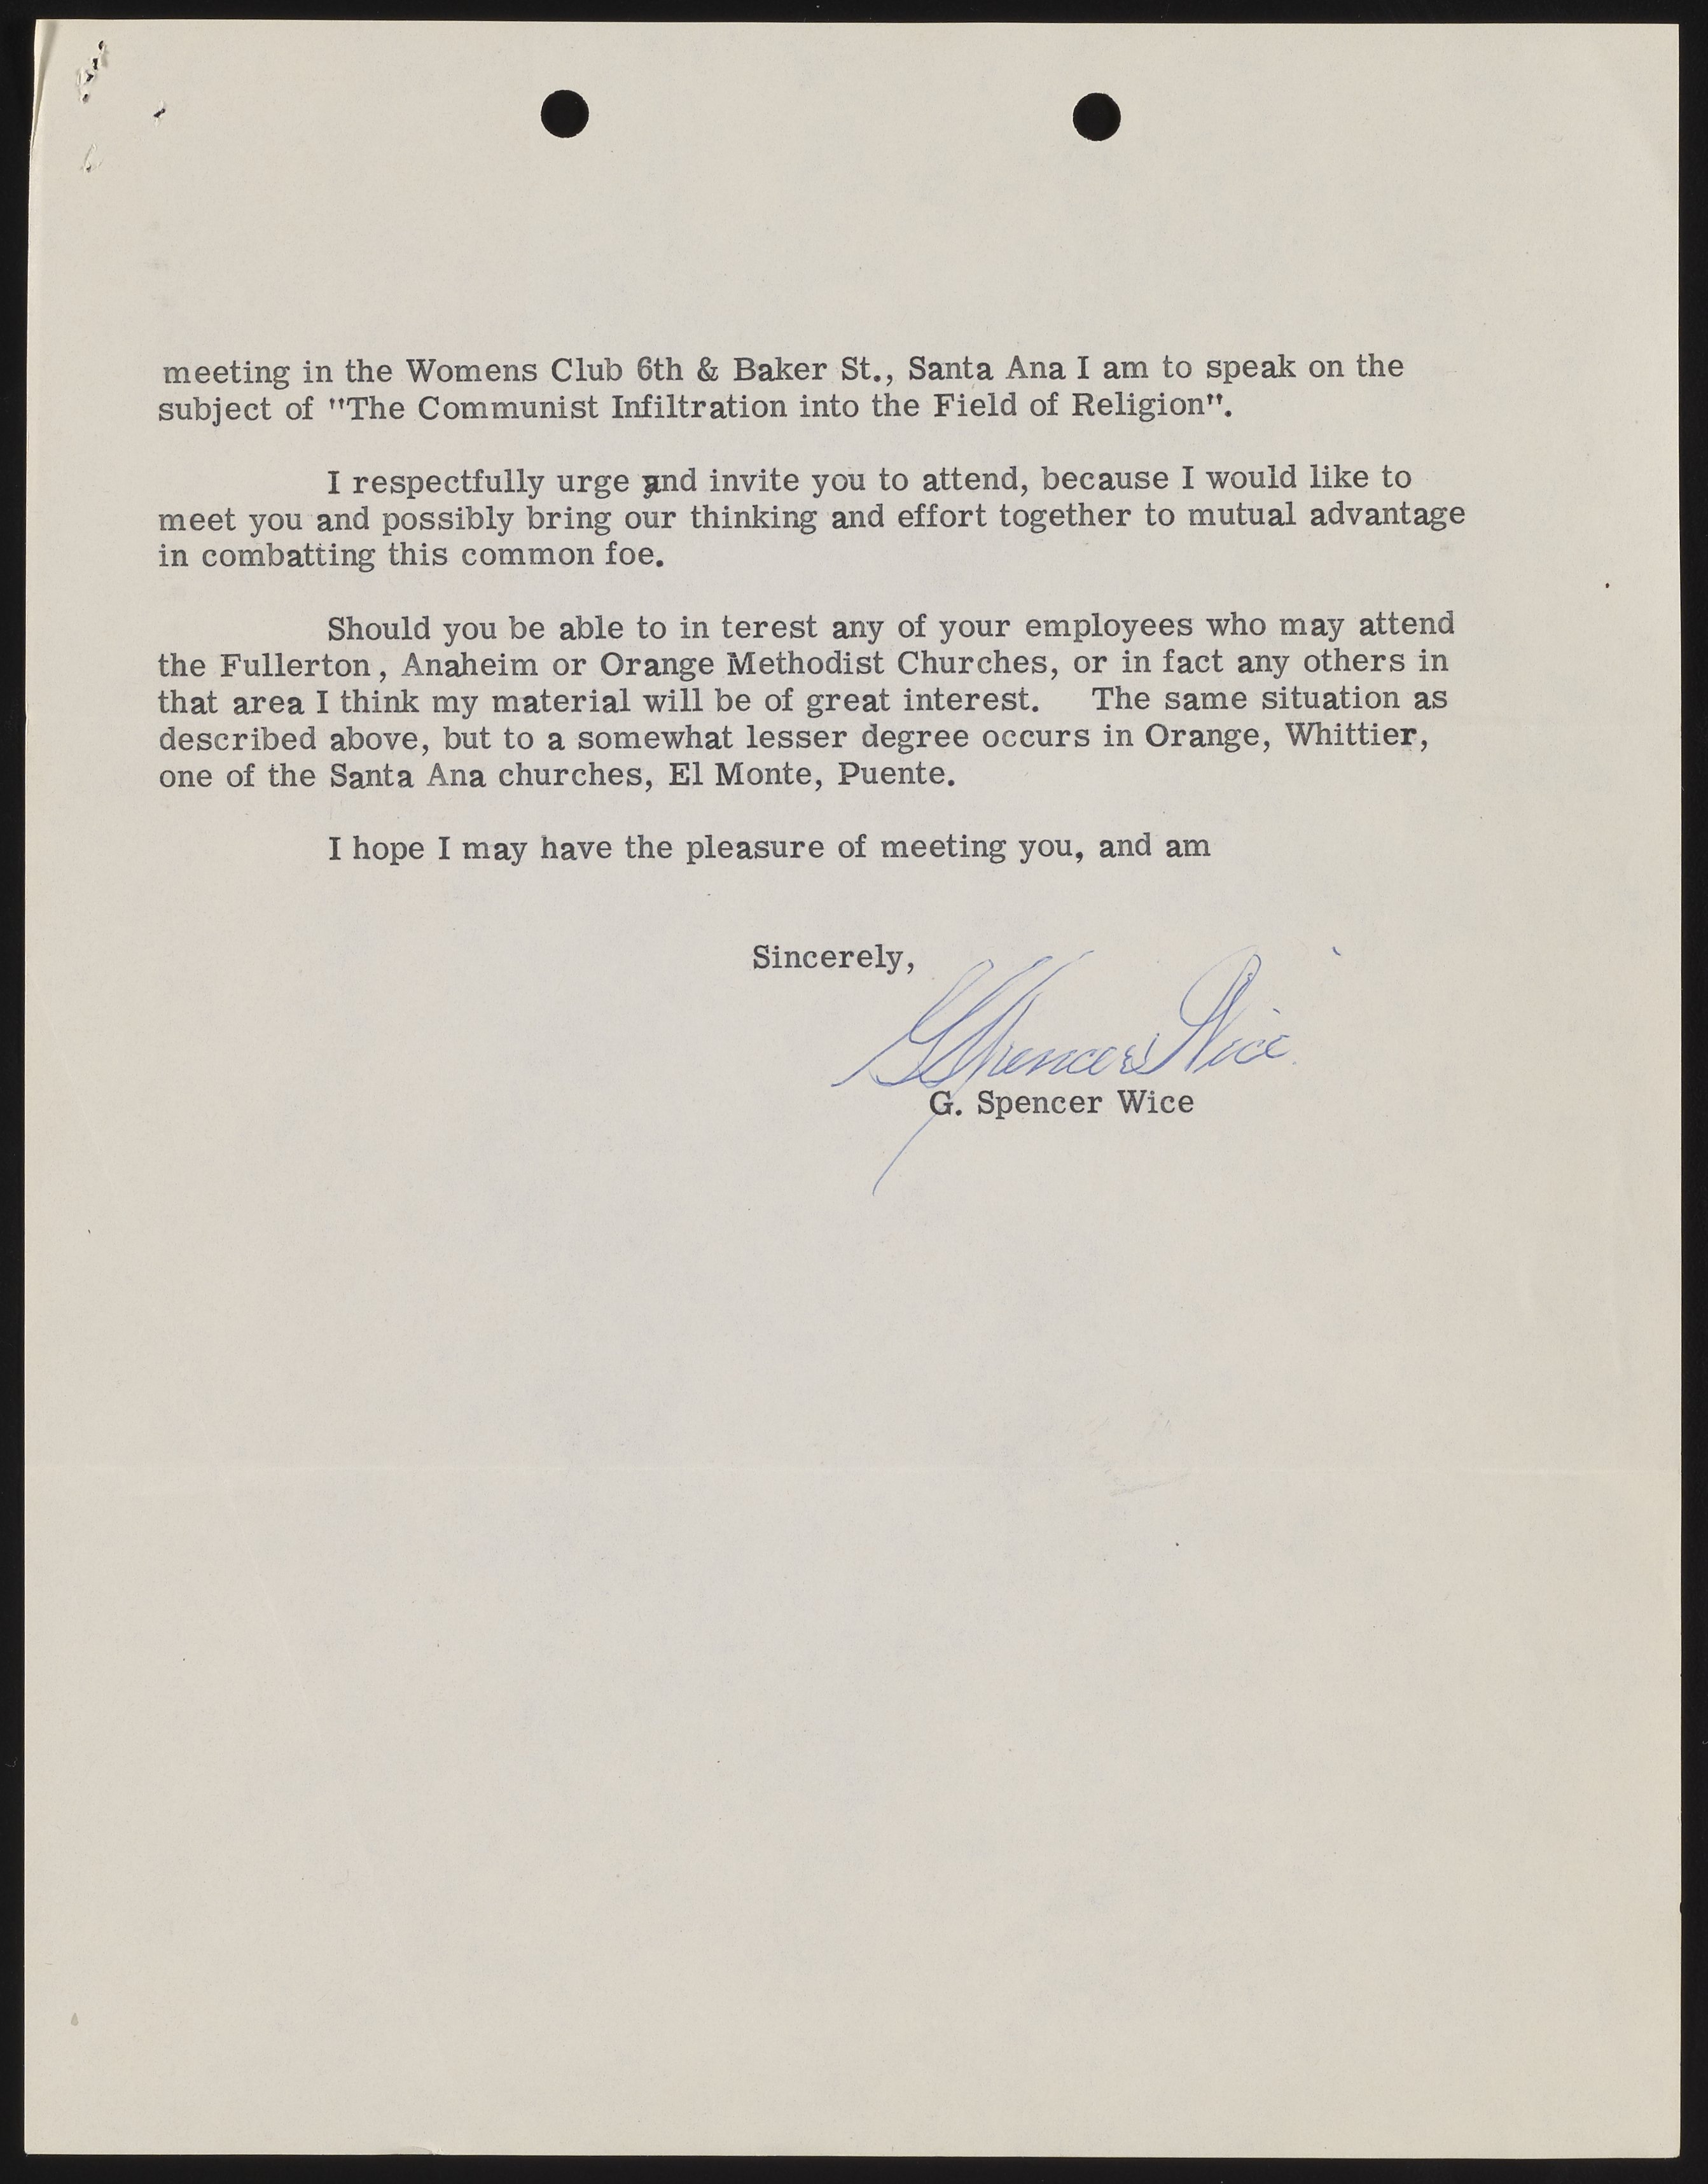 meeting in the Womens Club 6th & Baker St., Santa Ana I am to speak on the
subject of "The Communist Infiltration into the Field of Religion".
I respectfully urge and invite you to attend, because I would like to
meet you and possibly bring our thinking and effort together to mutual advantage
in combatting this common foe.
Should you be able to in terest any of your employees who may attend
the Fullerton, Anaheim or Orange Methodist Churches, or in fact any others in
that area I think my material will be of great interest. The same situation as
described above, but to a somewhat lesser degree occurs in Orange, Whittier,
one of the Santa Ana churches, El Monte, Puente.
I hope I may have the pleasure of meeting you, and am
Sincerely,
G Spencer Wice
G. Spencer Wice